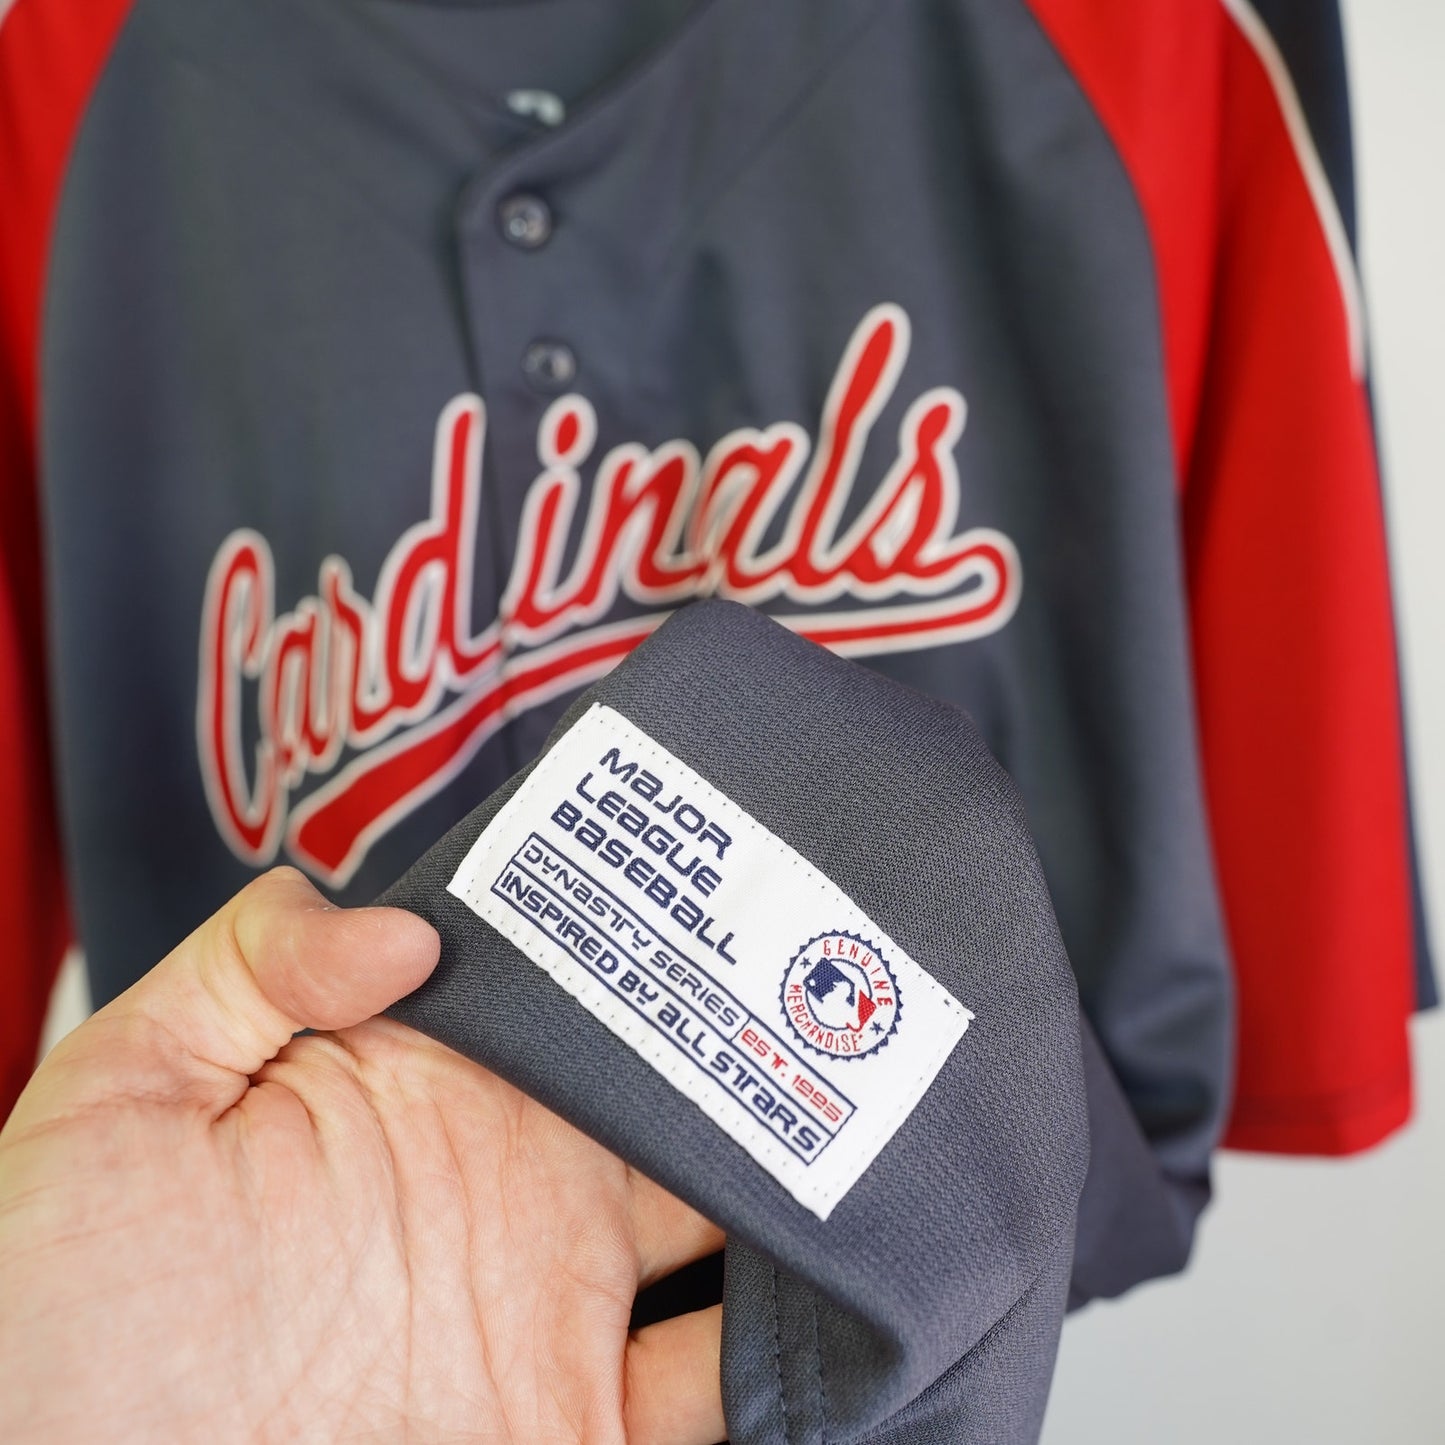 Cardinals
MAJOR
LEAGUE
BASEBALL
DYNASTY SERIES EST. 1995
INSPIRED BY ALL STARS
GENUINE
MERCHANDISE